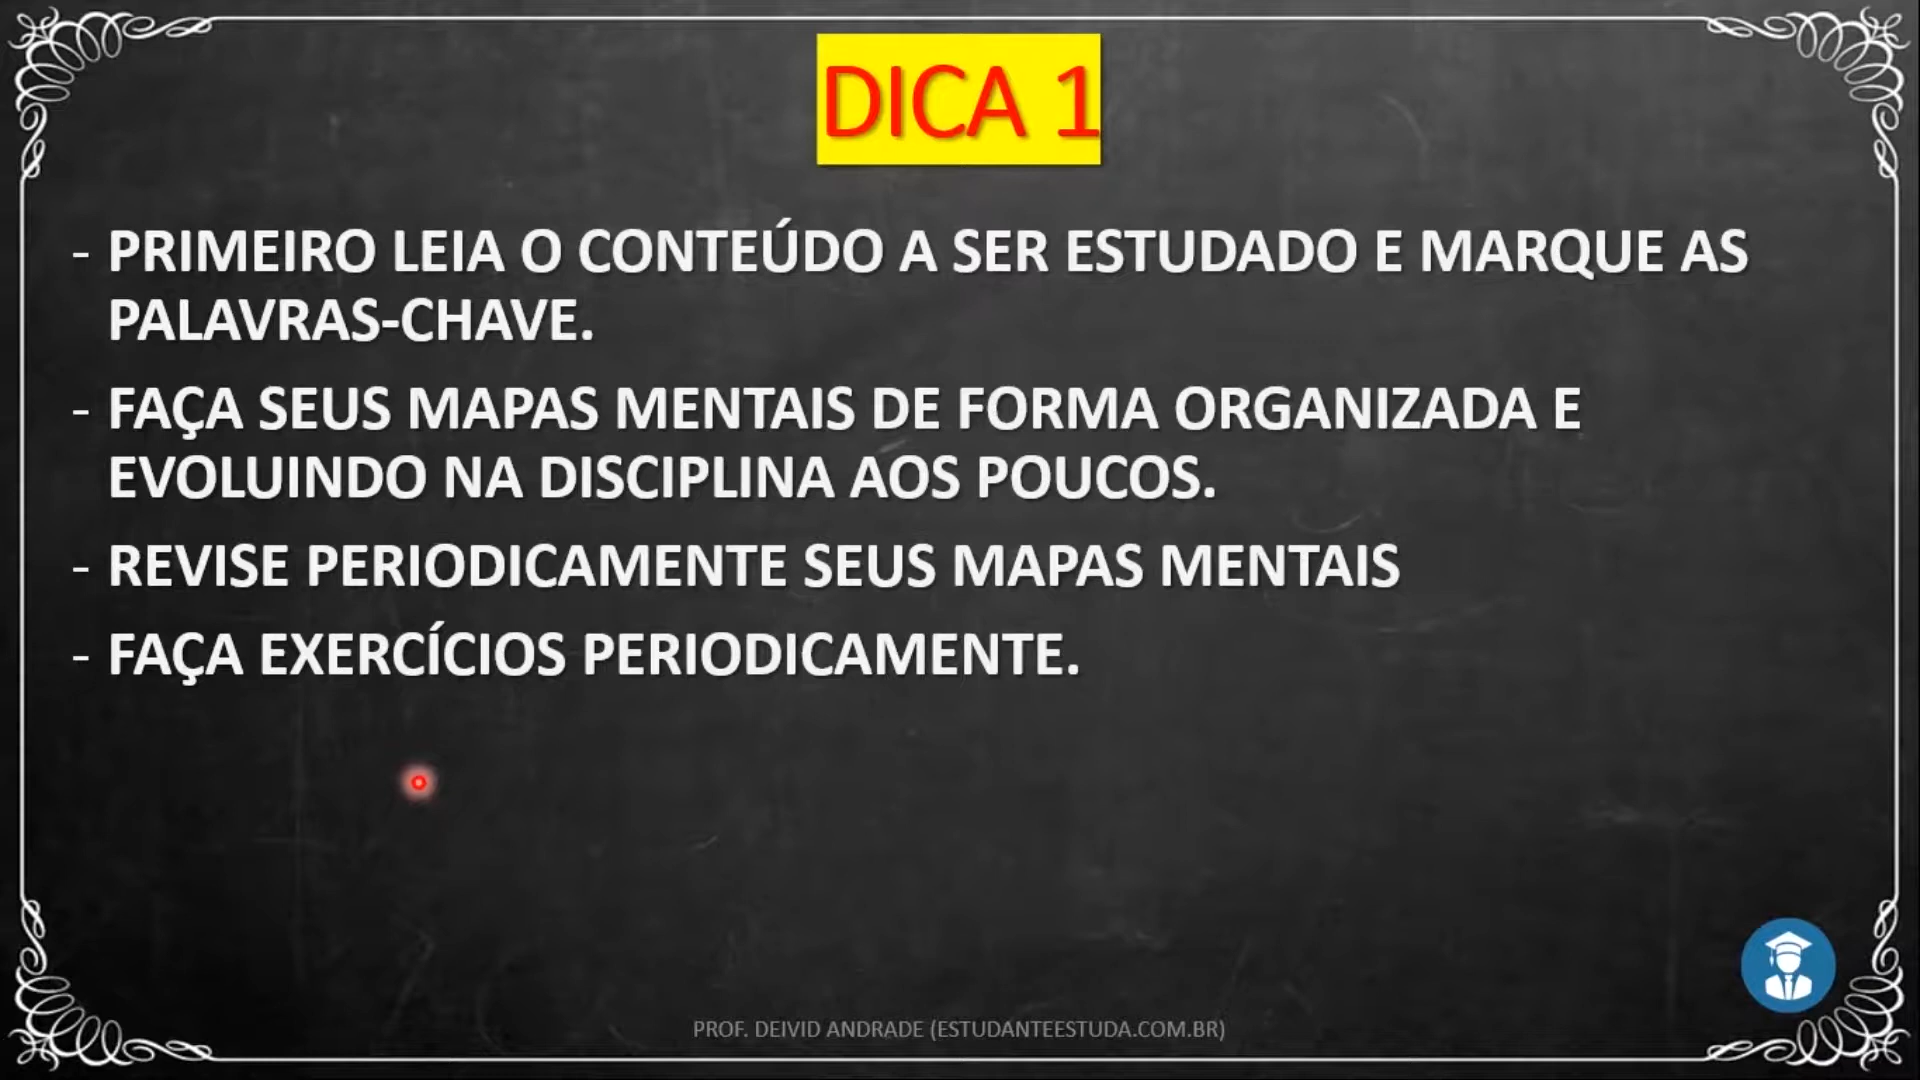 DICA 1
- PRIMEIRO LEIA O CONTEÚDO A SER ESTUDADO E MARQUE AS
PALAVRAS-CHAVE.
- FAÇA SEUS MAPAS MENTAIS DE FORMA ORGANIZADA E
EVOLUINDO NA DISCIPLINA AOS POUCOS.
- REVISE PERIODICAMENTE SEUS MAPAS MENTAIS
- FAÇA EXERCÍCIOS PERIODICAMENTE.
PROF. DEIVID ANDRADE (ESTUDANTEESTUDA.COM.BR)